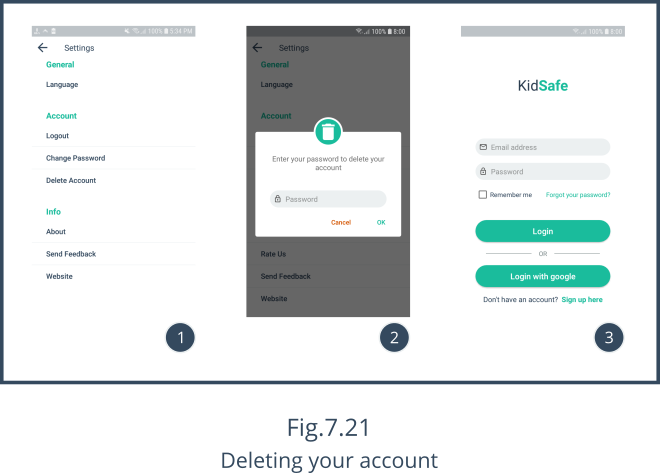 100% 5:34 PM
Settings
General
Language
Account
Logout
Change Password
Delete Account
Info
About
Send Feedback
Website
1
100% 8:00
Settings
General
Language
Account
Enter your password to delete your
account
Password
Cancel
OK
Rate Us
Send Feedback
Website
2
100% 8:00
KidSafe
Email address
Password
Remember me
Forgot your password?
Login
OR
Login with google
Don't have an account? Sign up here
3
Fig.7.21
Deleting your account